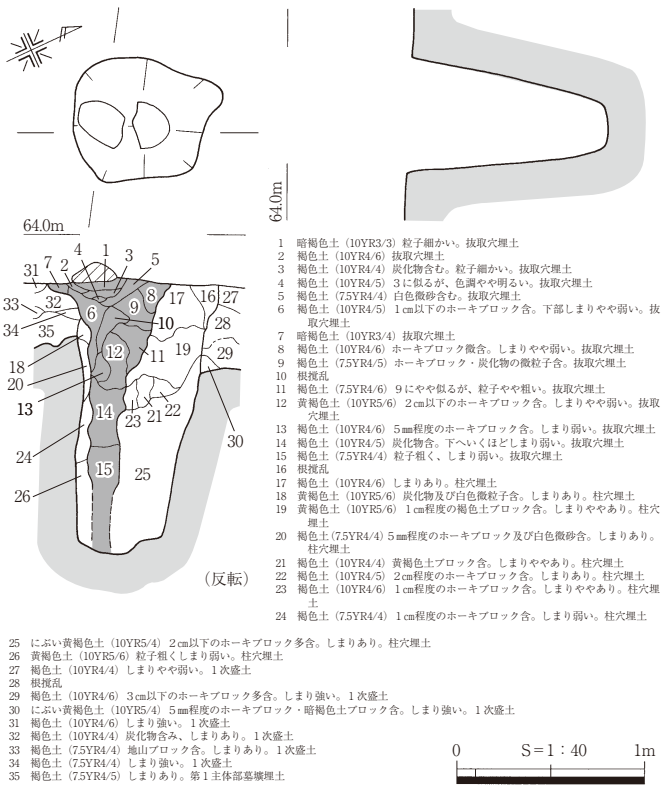 64.0m
64.0m
4 1 3 5
31 7 2
33 32 6 9 8 17 16 27
34 35 10 28
18 12 11 19 29
20
13 14 23 21 22
24 30
15 25
26
(反転)
1 暗褐色土(10YR3/3)粒子細かい。抜取穴埋土
2 褐色土(10YR4/6)抜取穴埋土
3 褐色土(10YR4/4)炭化物含む。粒子細かい。抜取穴埋土
4 褐色土(10YR4/5)3に似るが、色調やや明るい。抜取穴埋土
5 褐色土(7.5YR4/4)白色微砂含む。抜取穴埋土
6 褐色土(10YR4/5)1㎝以下のホーキブロック含。下部しまりやや弱い。抜
取穴埋土
7 暗褐色土(10YR3/4)抜取穴埋土
8 褐色土(10YR4/6)ホーキブロック微含。しまりやや弱い。抜取穴埋土
9 褐色土(7.5YR4/5)ホーキブロック・炭化物の微粒子含。抜取穴埋土
10 根撹乱
11 褐色土(7.5YR4/6)9にやや似るが、粒子やや粗い。抜取穴埋土
12 黄褐色土(10YR5/6)2㎝以下のホーキブロック含。しまりやや弱い。抜取
穴埋土
13 褐色土(10YR4/6)5㎜程度のホーキブロック含。しまり弱い。抜取穴埋土
14 褐色土(10YR4/5)炭化物含。下へいくほどしまり弱い。抜取穴埋土
15 褐色土(7.5YR4/4)粒子粗く、しまり弱い。抜取穴埋土
16 根撹乱
17 褐色土(10YR4/6)しまりあり。柱穴埋土
18 黄褐色土(10YR5/6)炭化物及び白色微粒子含。しまりあり。柱穴埋土
19 黄褐色土(10YR5/6)1㎝程度の褐色土ブロック含。しまりややあり。柱穴
埋土
20 褐色土(7.5YR4/4)5㎜程度のホーキブロック及び白色微砂含。しまりあり。
柱穴埋土
21 褐色土(10YR4/4)黄褐色土ブロック含。しまりややあり。柱穴埋土
22 褐色土(10YR4/5)2㎝程度のホーキブロック含。しまりあり。柱穴埋土
23 褐色土(10YR4/6)1㎝程度のホーキブロック含。しまりややあり。柱穴埋
土
24 褐色土(7.5YR4/4)1㎝程度のホーキブロック含。しまり弱い。柱穴埋土
25 にぶい黄褐色土(10YR5/4)2㎝以下のホーキブロック多含。しまりあり。柱穴埋土
26 黄褐色土(10YR5/6)粒子粗くしまり弱い。柱穴埋土
27 褐色土(10YR4/4)しまりやや弱い。1次盛土
28 根撹乱
29 褐色土(10YR4/6)3㎝以下のホーキブロック多含。しまり強い。1次盛土
30 にぶい黄褐色土(10YR5/4)5㎜程度のホーキブロック・暗褐色土ブロック含。しまり強い。1次盛土
31 褐色土(10YR4/6)しまり強い。1次盛土
32 褐色土(10YR4/4)炭化物含み、しまりあり。1次盛土
33 褐色土(7.5YR4/4)地山ブロック含。しまりあり。1次盛土
34 褐色土(7.5YR4/4)しまり強い。1次盛土
35 褐色土(7.5YR4/5)しまりあり。第1主体部墓壙埋土
0 S=1:40 1m